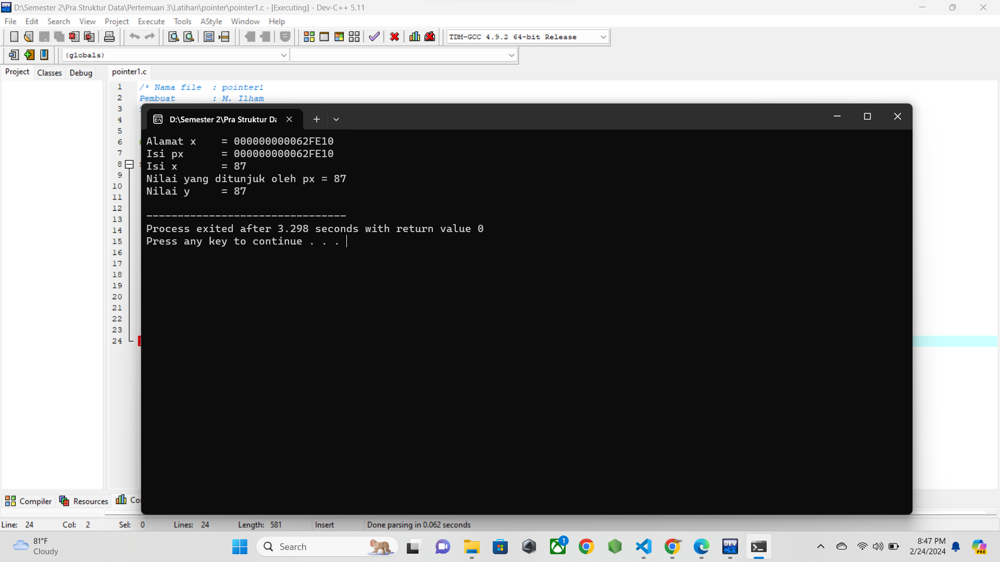 D:\Semester 2\Pra Struktur Data\Pertemuan 3\Latihan\pointer\pointer1.c - [Executing] - Dev-C++ 5.11
File Edit Search View Project Execute Tools AStyle Window Help
TDM-GCC 4.9.2 64-bit Release
(globals)
Project Classes Debug
pointer1.c
1 /* Nama file : pointer1
2 Pembuat : M. Ilham
3
4
5
6
7
8
9
10
11
12
13
14
15
16
17
18
19
20
21
22
23
24
D:\Semester 2\Pra Struktur Da
Alamat x = 000000000062FE10
Isi px = 000000000062FE10
Isi x = 87
Nilai yang ditunjuk oleh px = 87
Nilai y = 87
--------------------------------
Process exited after 3.298 seconds with return value 0
Press any key to continue . . .
Compiler Resources Co
Line: 24 Col: 2 Sel: 0 Lines: 24 Length: 581 Insert Done parsing in 0.062 seconds
81°F
Cloudy
Search
DEV C++
1
8:47 PM
2/24/2024
PRE